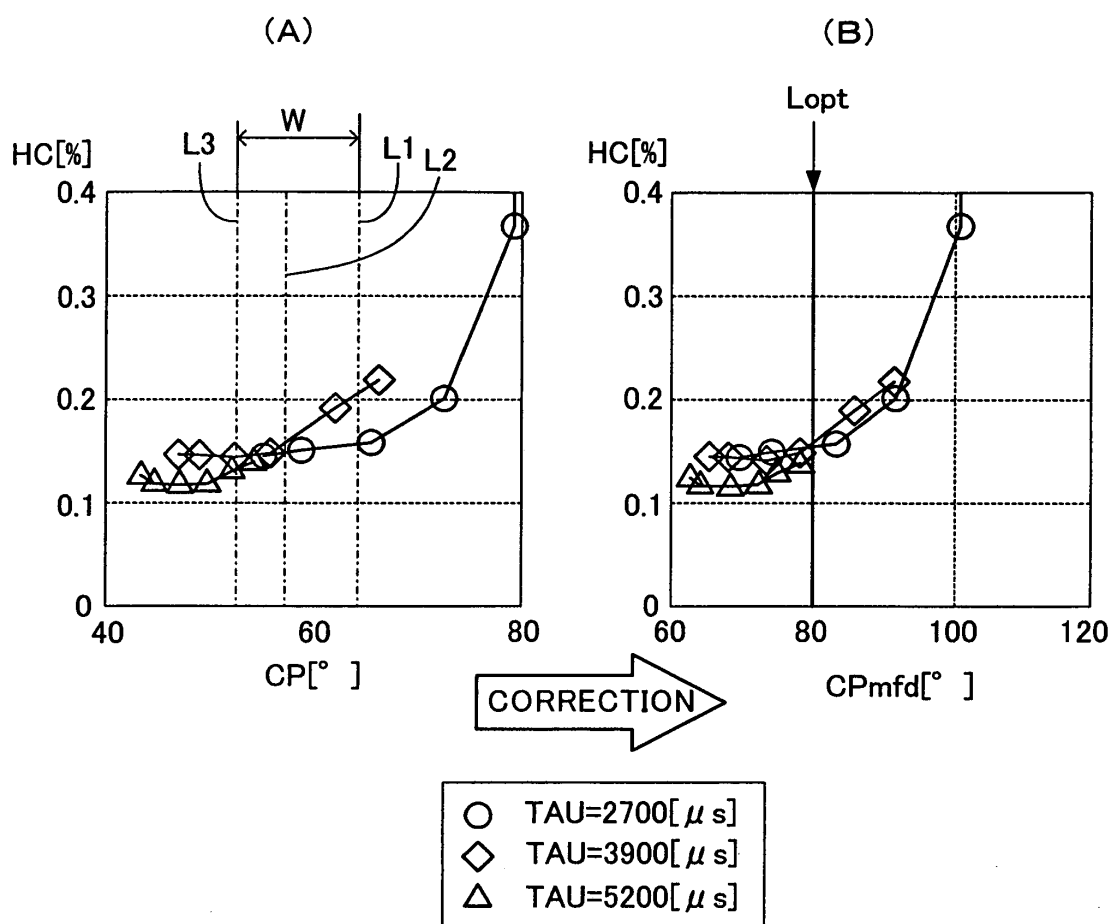 (A)
(B)
W
L3
L1
L2
Lopt
HC[%]
0.4
0.3
0.2
0.1
0
40
60
80
CP[° ]
HC[%]
0.4
0.3
0.2
0.1
0
60
80
100
120
CPmfd[° ]
CORRECTION
TAU=2700[μs]
TAU=3900[μs]
TAU=5200[μs]